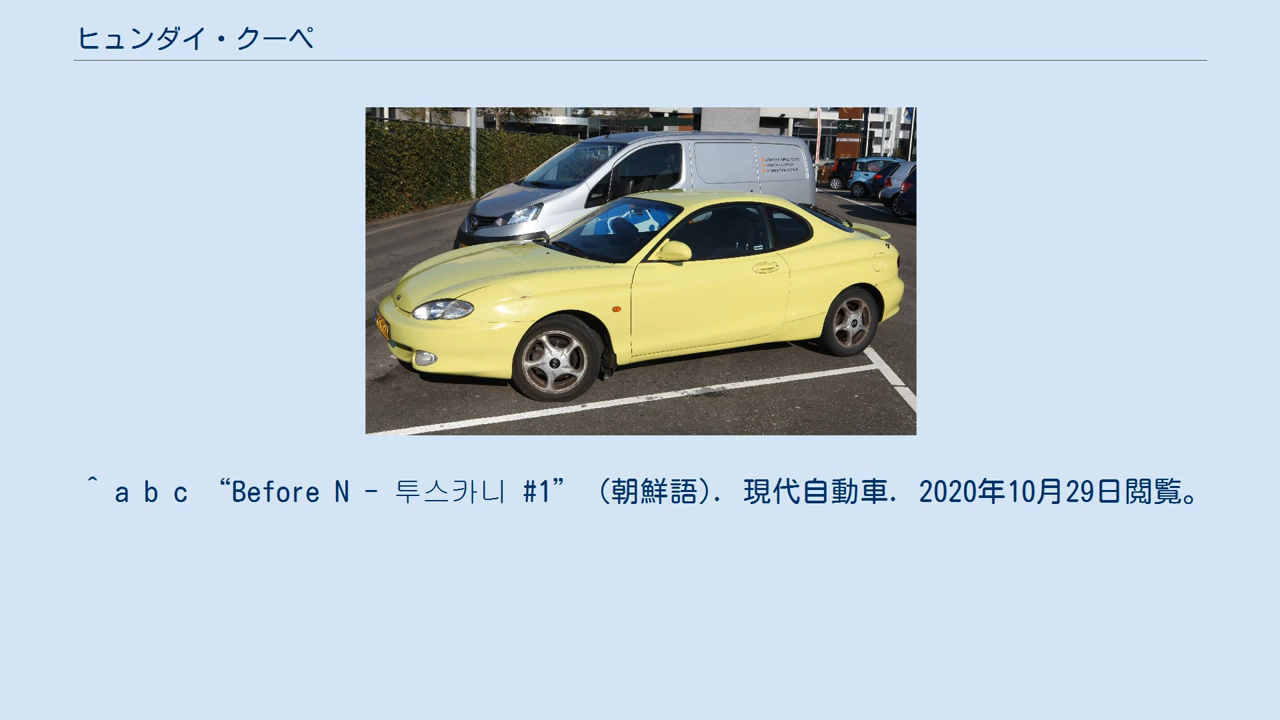 ヒュンダイ・クーペ
^ a b c “Before N - 투스카니 #1” (朝鮮語). 現代自動車. 2020年10月29日閲覧。